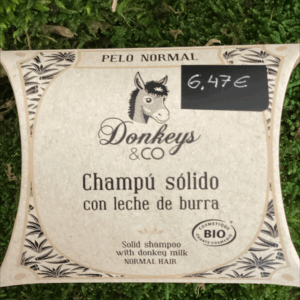 PELO NORMAL
6,47€
Donkeys
&CO
Champú sólido
con leche de burra
Solid shampoo
with donkey milk
NORMAL HAIR
COSMETIQUE
BIO